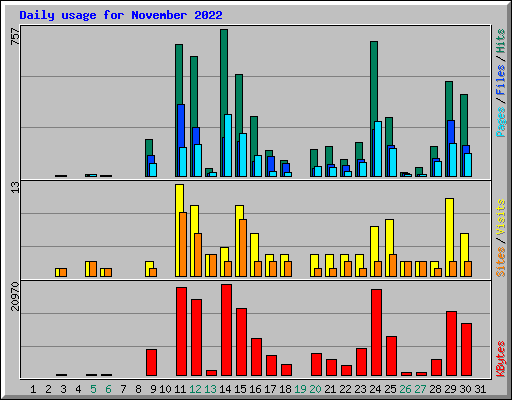 Daily usage for November 2022
757
Pages / Files / Hits
13
Sites / Visits
20970
KBytes
1 2 3 4 5 6 7 8 9 10 11 12 13 14 15 16 17 18 19 20 21 22 23 24 25 26 27 28 29 30 31